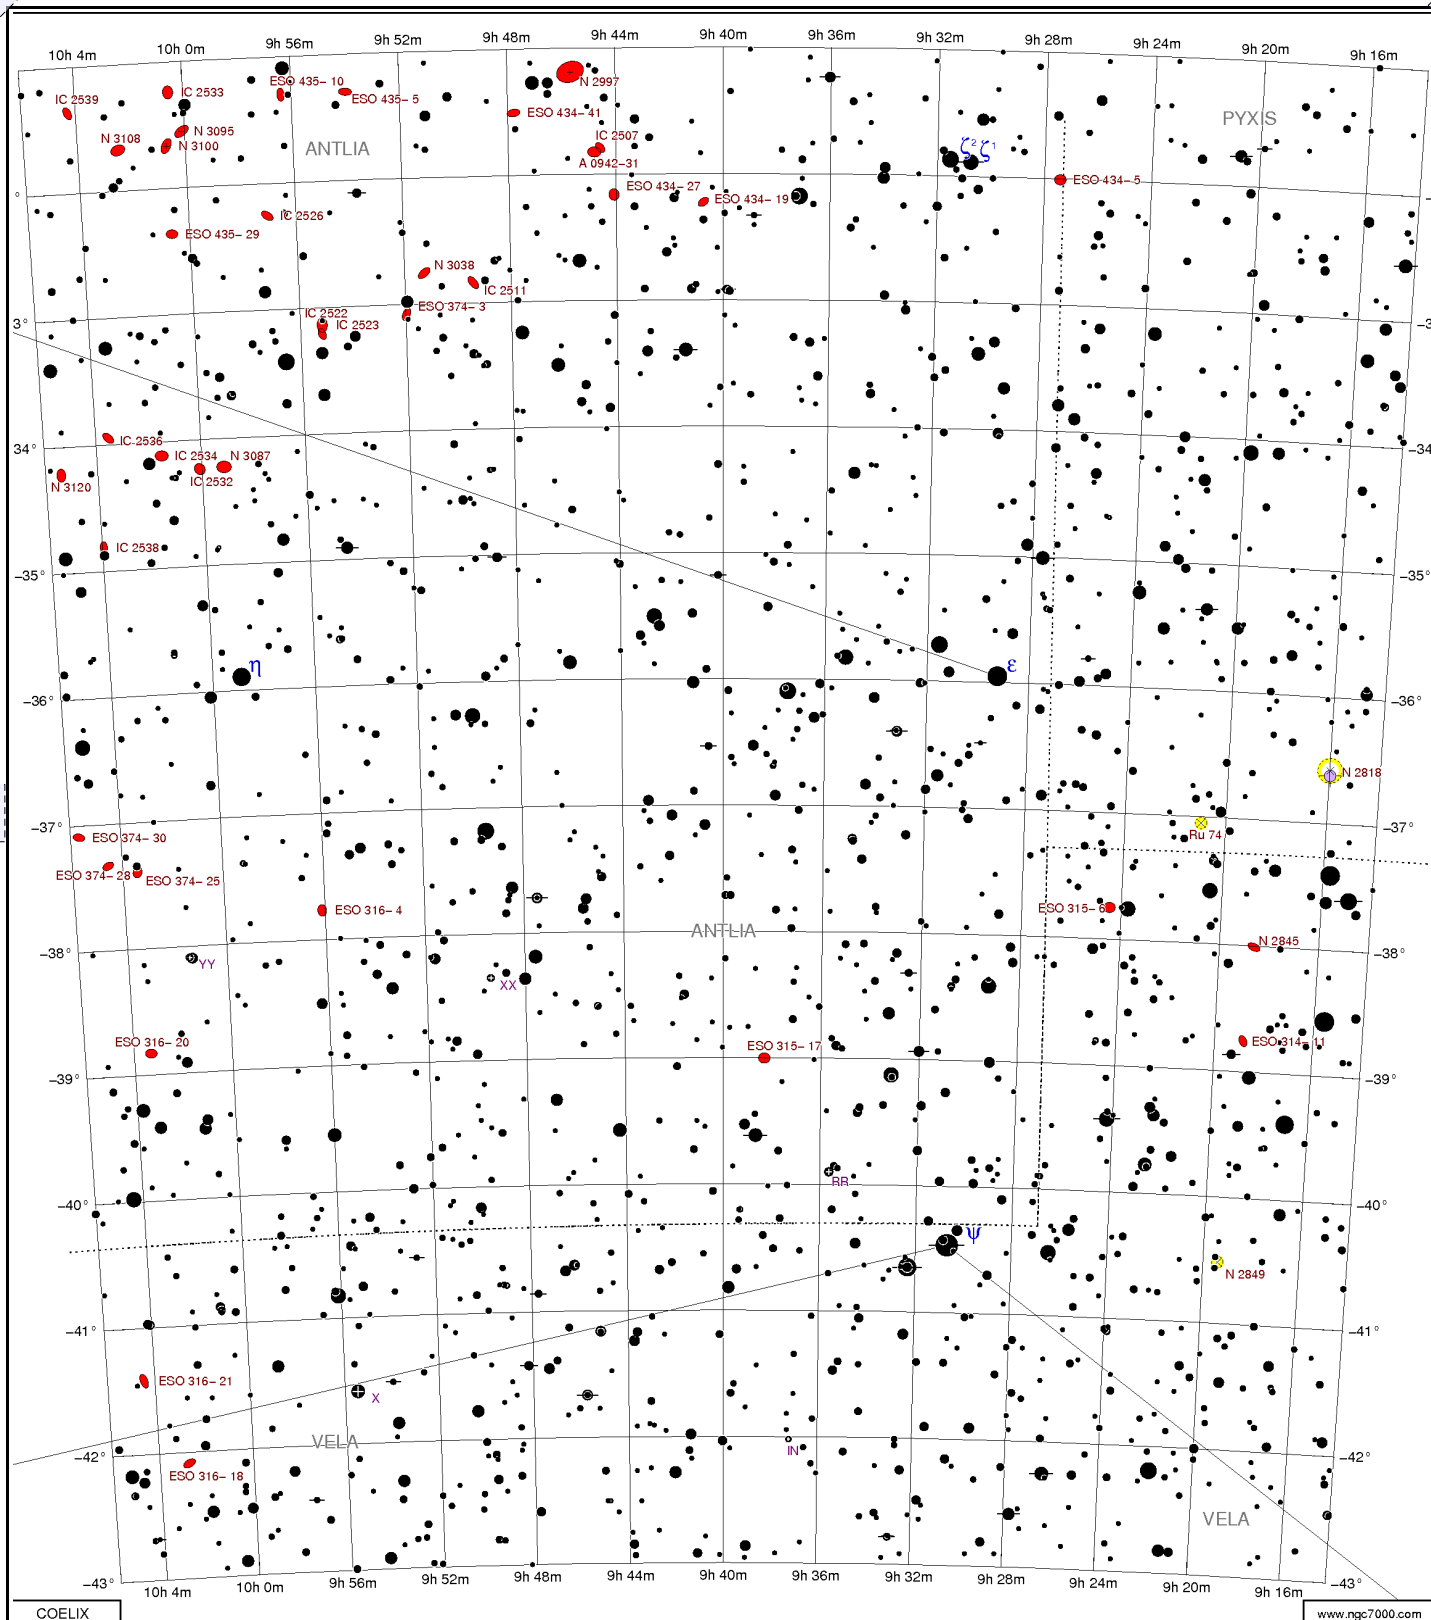 10h 4m
10h 0m
9h 56m
9h 52m
9h 48m
9h 44m
9h 40m
9h 36m
9h 32m
9h 28m
9h 24m
9h 20m
9h 16m
ESO 435- 10
N 2997
IC 2533
IC 2539
ESO 435- 5
ESO 434- 41
PYXIS
N 3095
N 3108
N 3100
ANTLIA
IC 2507
A 0942-31
ζ² ζ¹
ESO 434- 5
ESO 434- 27
ESO 434- 19
IC 2526
ESO 435- 29
N 3038
IC 2511
ESO 374- 3
IC 2522
IC 2523
3°
IC 2536
34°
IC 2534
N 3087
IC 2532
N 3120
IC 2538
-35°
-35°
η
ε
-36°
-36°
N 2818
-37°
-37°
Ru 74
ESO 374- 30
ESO 374- 28
ESO 374- 25
ESO 316- 4
ESO 315- 6
ANTLIA
N 2845
-38°
-38°
YY
XX
ESO 316- 20
ESO 315- 17
ESO 314- 11
-39°
-39°
RR
-40°
-40°
ψ
N 2849
-41°
-41°
ESO 316- 21
X
VELA
IN
-42°
-42°
ESO 316- 18
VELA
-43°
-43°
10h 4m
10h 0m
9h 56m
9h 52m
9h 48m
9h 44m
9h 40m
9h 36m
9h 32m
9h 28m
9h 24m
9h 20m
9h 16m
COELIX
www.ngc7000.com